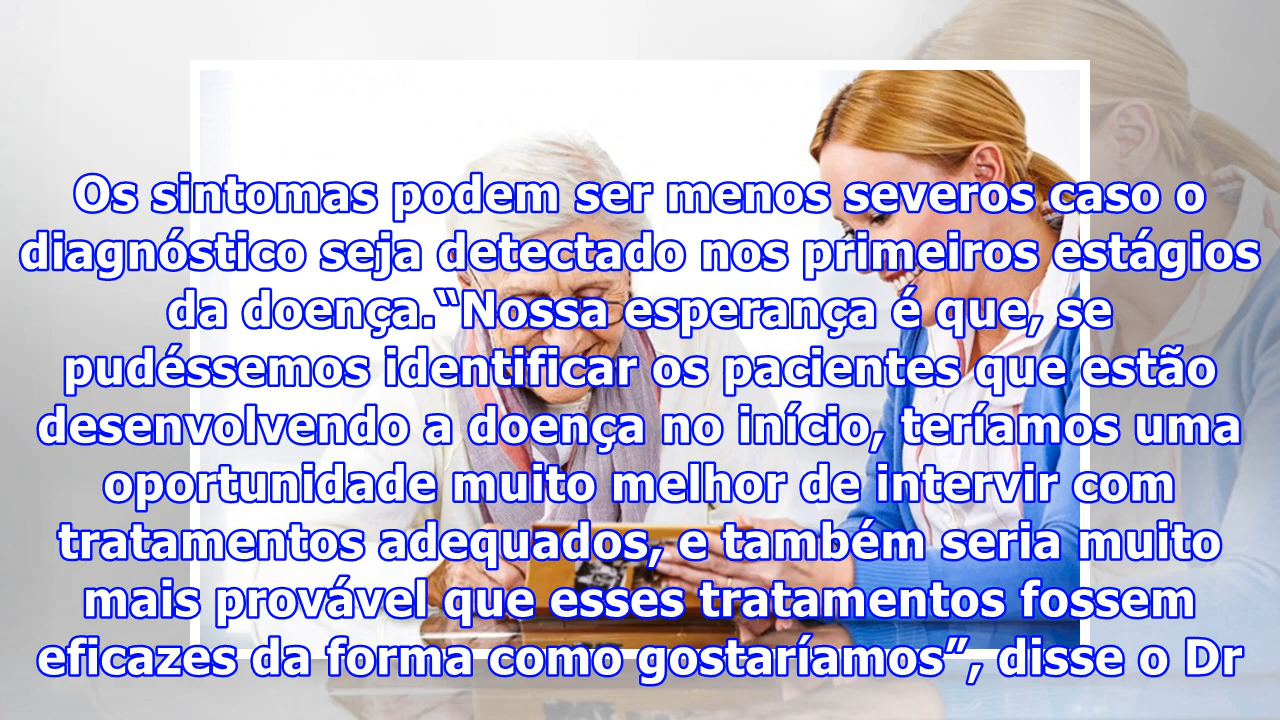 Os sintomas podem ser menos severos caso o
diagnóstico seja detectado nos primeiros estágios
da doença.“Nossa esperança é que, se
pudéssemos identificar os pacientes que estão
desenvolvendo a doença no início, teríamos uma
oportunidade muito melhor de intervir com
tratamentos adequados, e também seria muito
mais provável que esses tratamentos fossem
eficazes da forma como gostaríamos”, disse o Dr